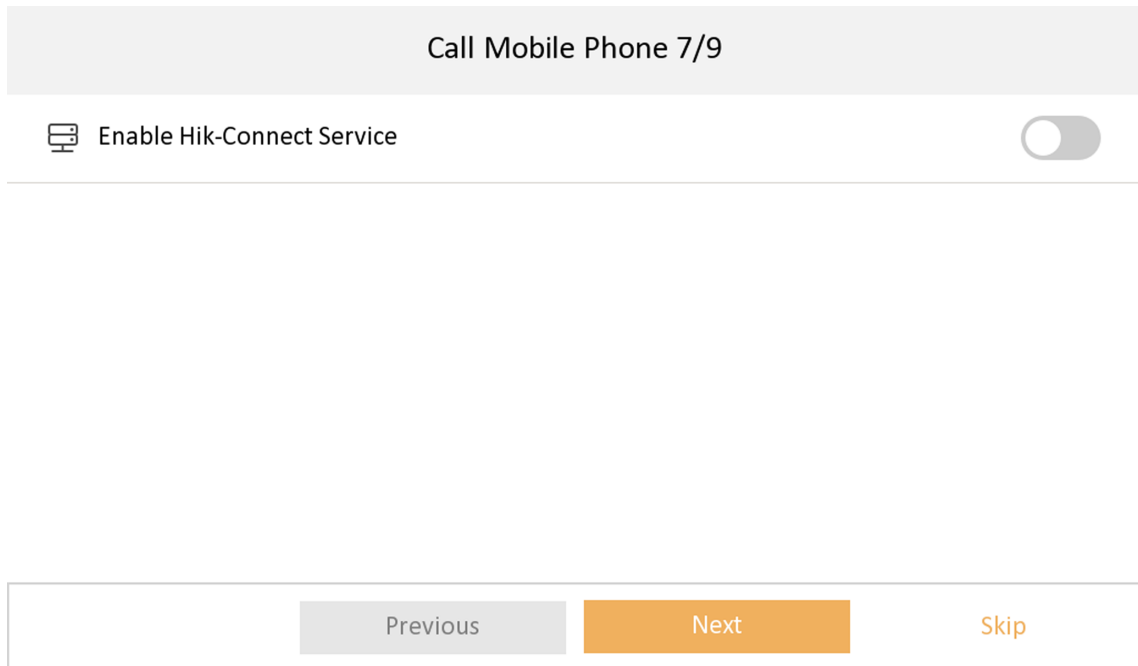 Call Mobile Phone 7/9
Enable Hik-Connect Service
Previous
Next
Skip